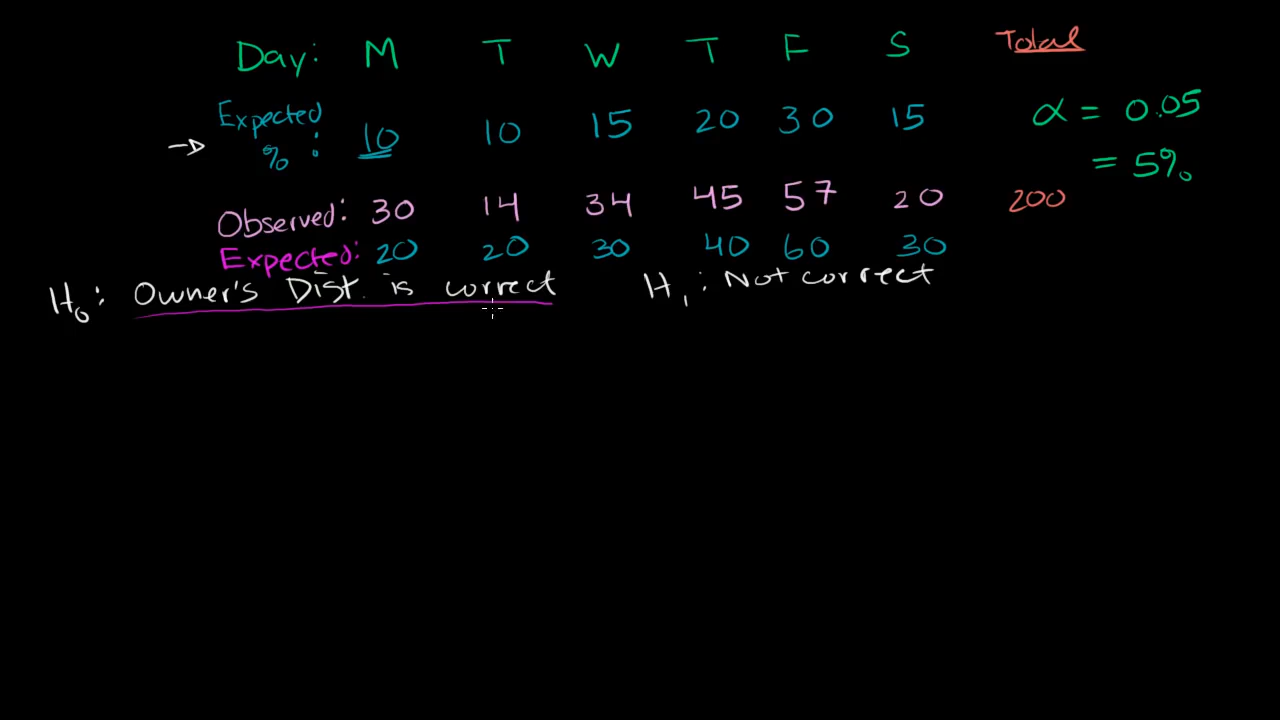 Day: M T W T F S Total
Expected %: 10 10 15 20 30 15 α = 0.05
= 5%
Observed: 30 14 34 45 57 20 200
Expected: 20 20 30 40 60 30
H₀: Owner's Dist. is correct H₁: Not correct